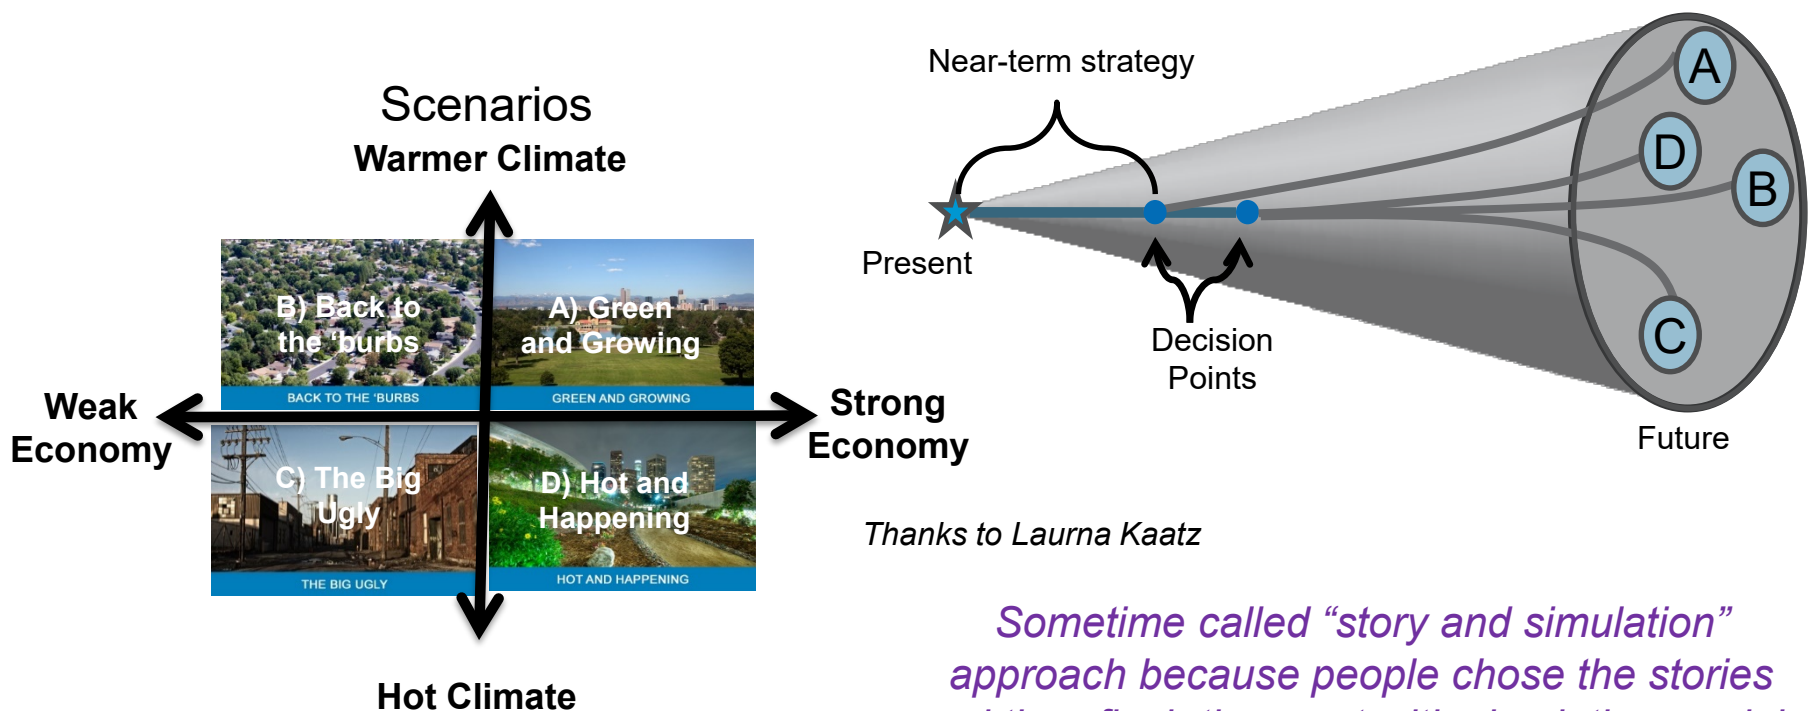 Scenarios
Warmer Climate
B) Back to
the ‘burbs
BACK TO THE ‘BURBS
A) Green
and Growing
GREEN AND GROWING
Weak
Economy
Strong
Economy
C) The Big
Ugly
THE BIG UGLY
D) Hot and
Happening
HOT AND HAPPENING
Hot Climate
Near-term strategy
Present
Decision
Points
A
D
B
C
Future
Thanks to Laurna Kaatz
Sometime called “story and simulation”
approach because people chose the stories